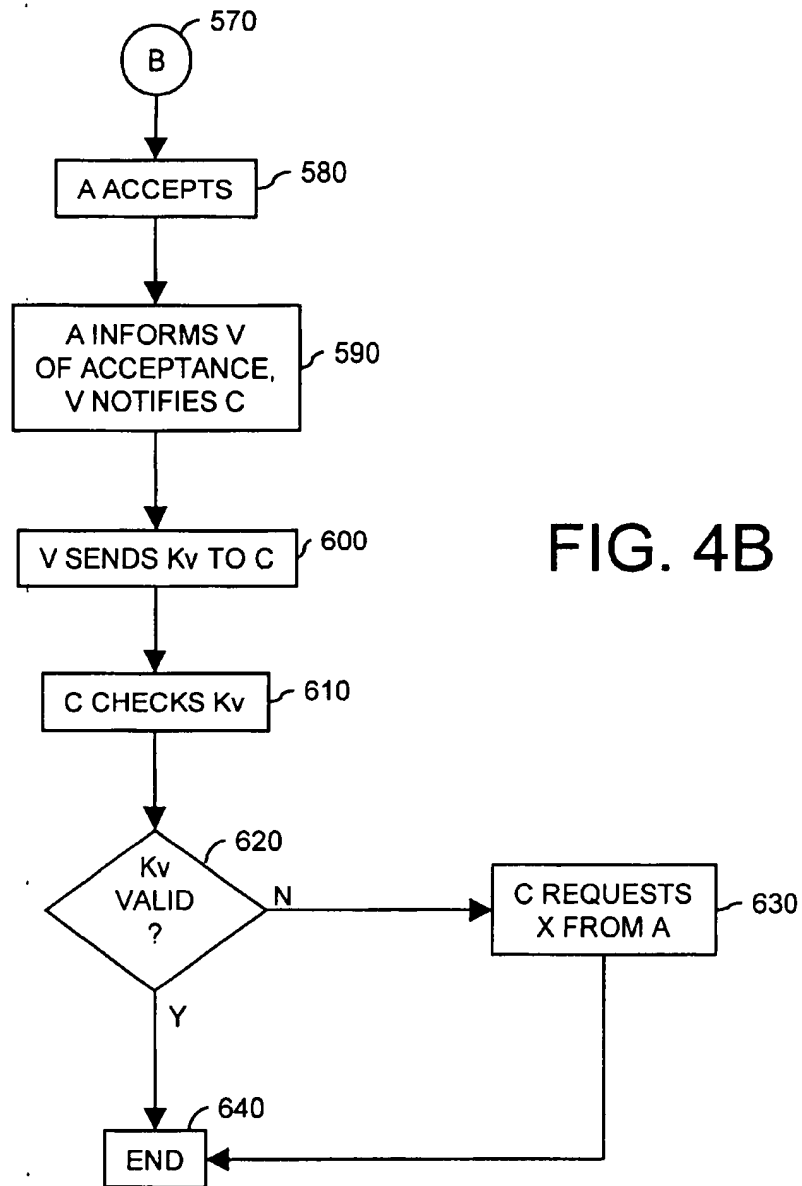 570
B
580
A ACCEPTS
A INFORMS V
OF ACCEPTANCE,
V NOTIFIES C
590
600
V SENDS Kv TO C
FIG. 4B
610
C CHECKS Kv
620
Kv
VALID
?
N
C REQUESTS
X FROM A
630
Y
640
END